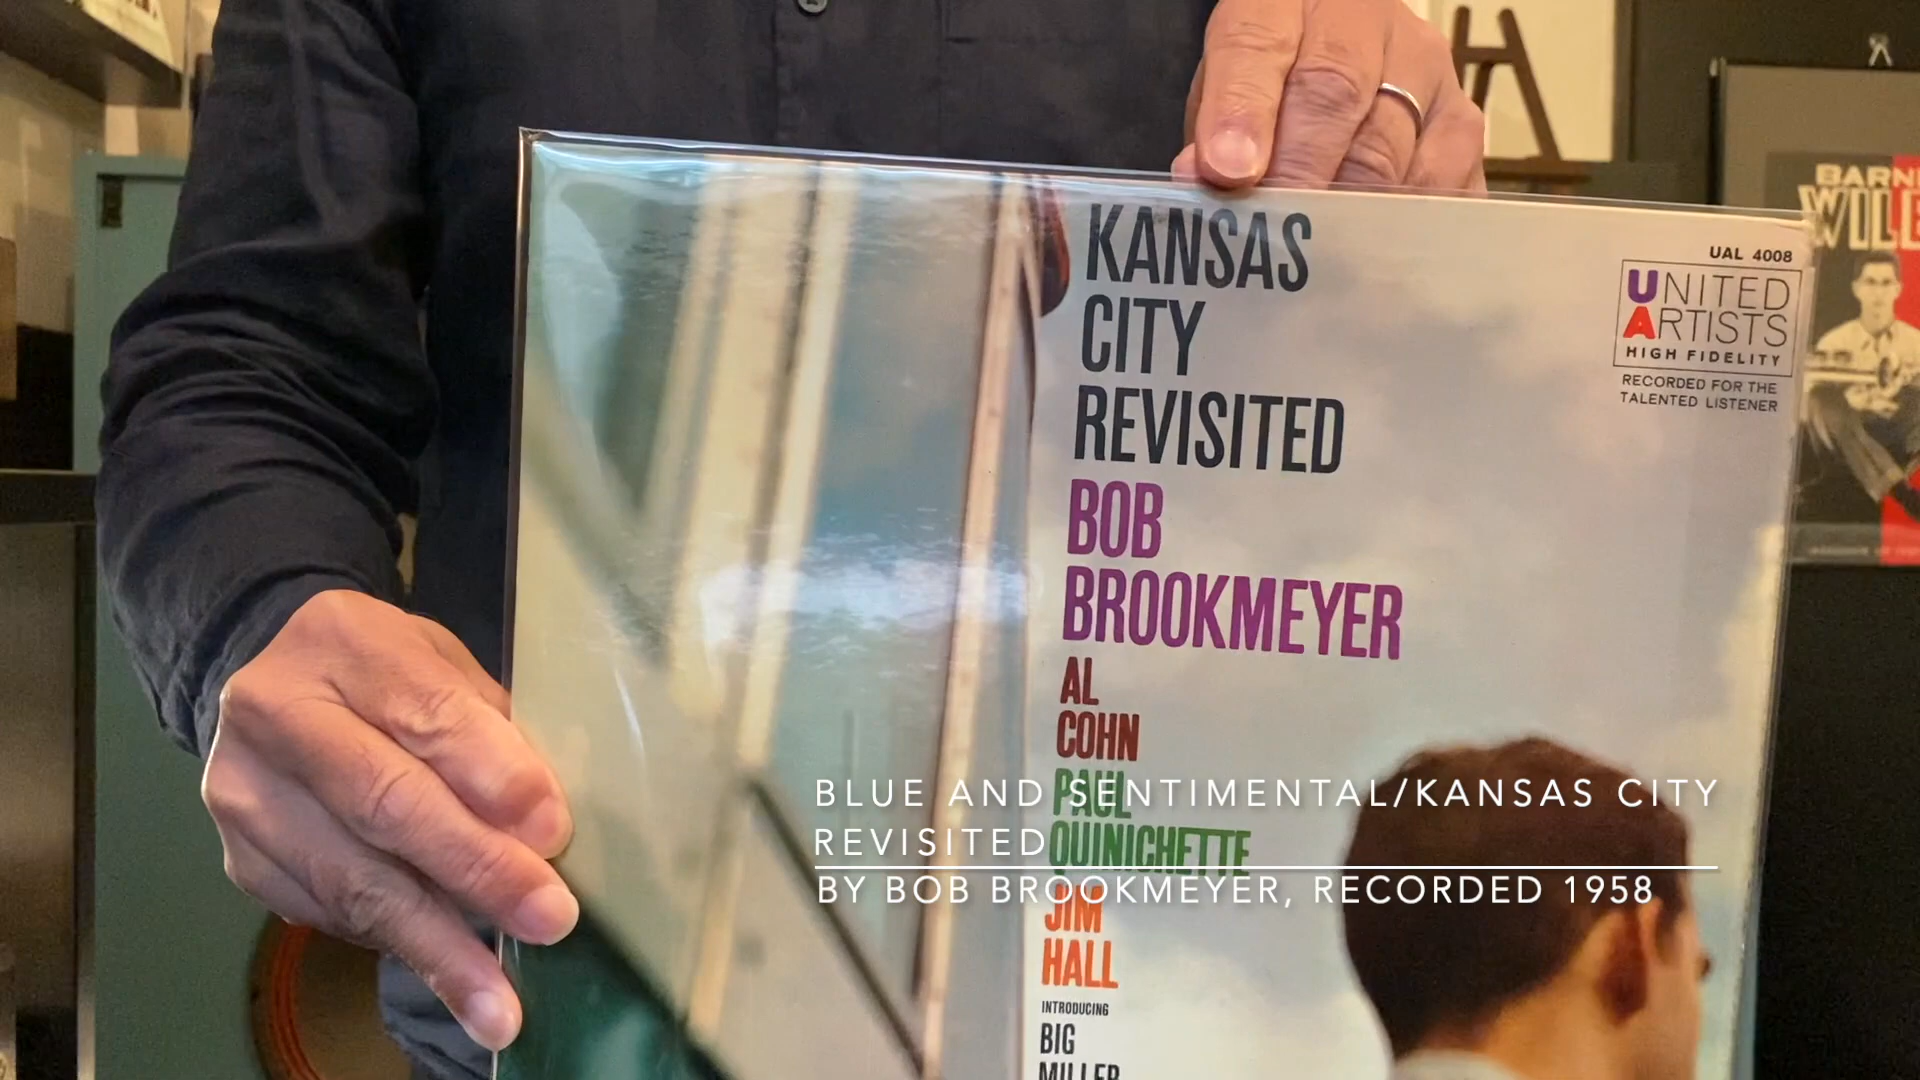 KANSAS
CITY
REVISITED
BOB
BROOKMEYER
AL
COHN
PAUL
QUINICHETTE
JIM
HALL
INTRODUCING
BIG
MILLER
UAL 4008
UNITED
ARTISTS
HIGH FIDELITY
RECORDED FOR THE
TALENTED LISTENER
BLUE AND SENTIMENTAL/KANSAS CITY
REVISITED
BY BOB BROOKMEYER, RECORDED 1958